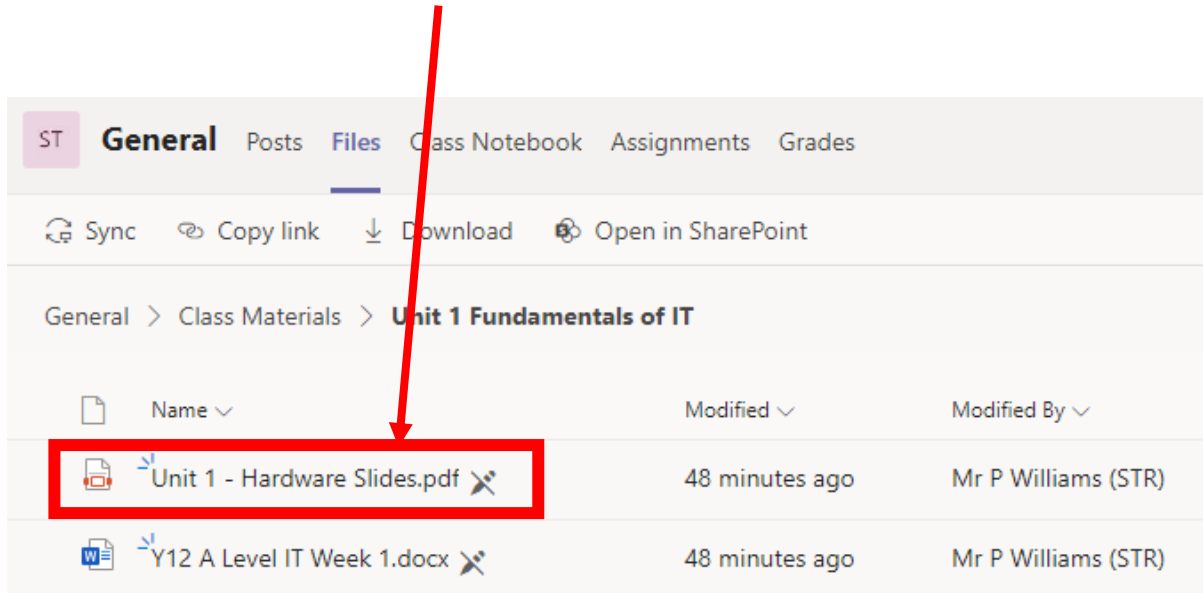 ST General Posts Files Class Notebook Assignments Grades
Sync Copy link Download Open in SharePoint
General > Class Materials > Unit 1 Fundamentals of IT
Name Modified Modified By
Unit 1 - Hardware Slides.pdf 48 minutes ago Mr P Williams (STR)
Y12 A Level IT Week 1.docx 48 minutes ago Mr P Williams (STR)